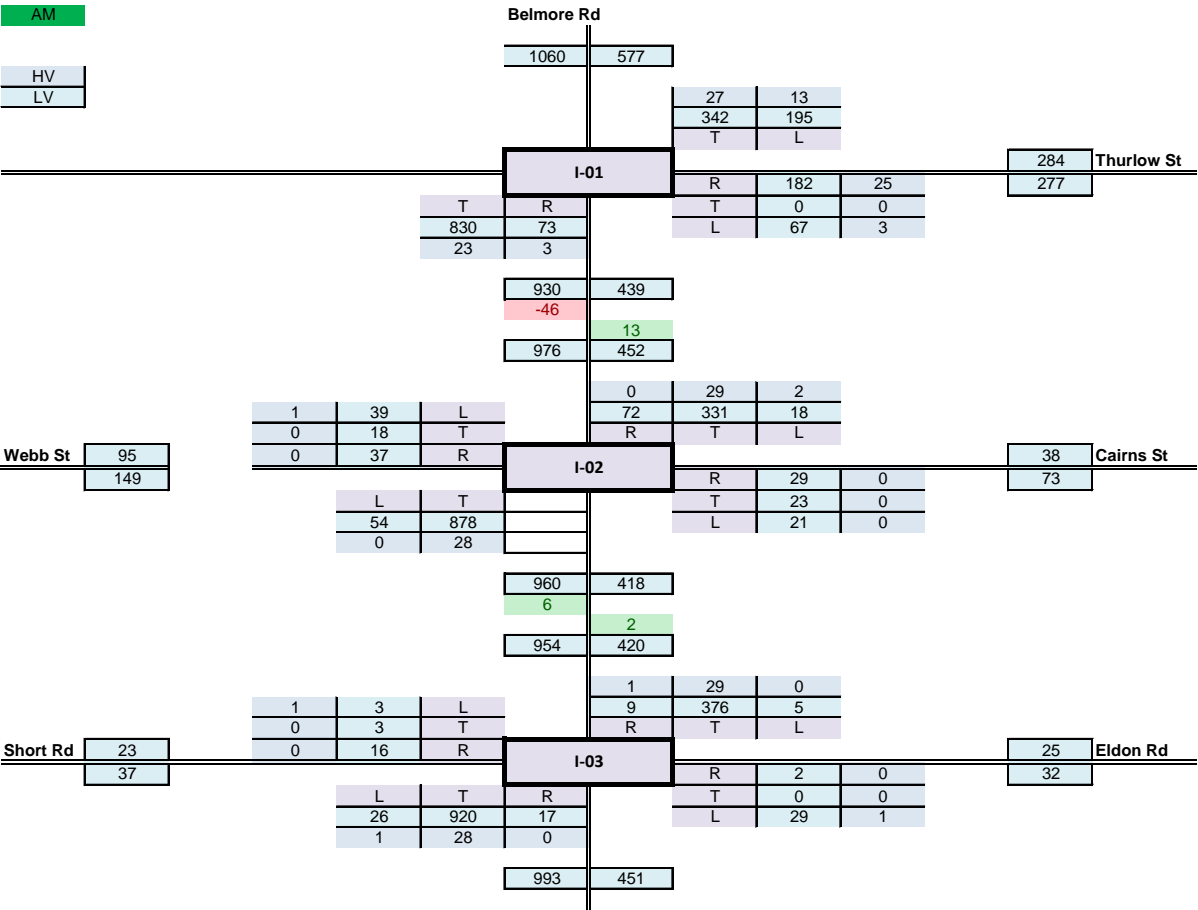 AM Belmore Rd
1060 577
HV
LV 27 13
342 195
T L
284 Thurlow St
I-01
R 182 25 277
T R T 0 0
830 73 L 67 3
23 3
930 439
-46
13
976 452
0 29 2
1 39 L 72 331 18
0 18 T R T L
Webb St 95 0 37 R I-02 38 Cairns St
149 R 29 0 73
L T T 23 0
54 878 L 21 0
0 28
960 418
6
2
954 420
1 29 0
1 3 L 9 376 5
0 3 T R T L
Short Rd 23 0 16 R I-03 25 Eldon Rd
37 R 2 0 32
L T R T 0 0
26 920 17 L 29 1
1 28 0
993 451